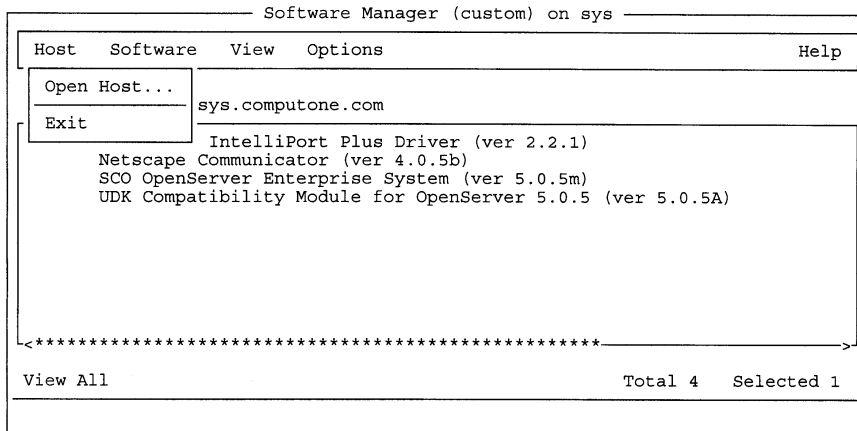 Software Manager (custom) on sys
Host Software View Options Help
Open Host...
sys.computone.com
Exit
IntelliPort Plus Driver (ver 2.2.1)
Netscape Communicator (ver 4.0.5b)
SCO OpenServer Enterprise System (ver 5.0.5m)
UDK Compatibility Module for OpenServer 5.0.5 (ver 5.0.5A)
<*****************************************************>
View All Total 4 Selected 1